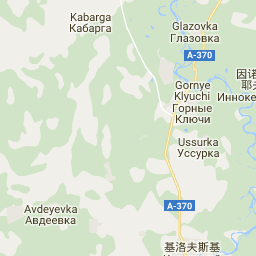 Kabarga
Кабарга
Glazovka
Глазовка
A-370
因诺
耶夫
Инноке
Gornye
Klyuchi
Горные
Ключи
Ussurka
Уссурка
Avdeyevka
Авдеевка
A-370
基洛夫斯基